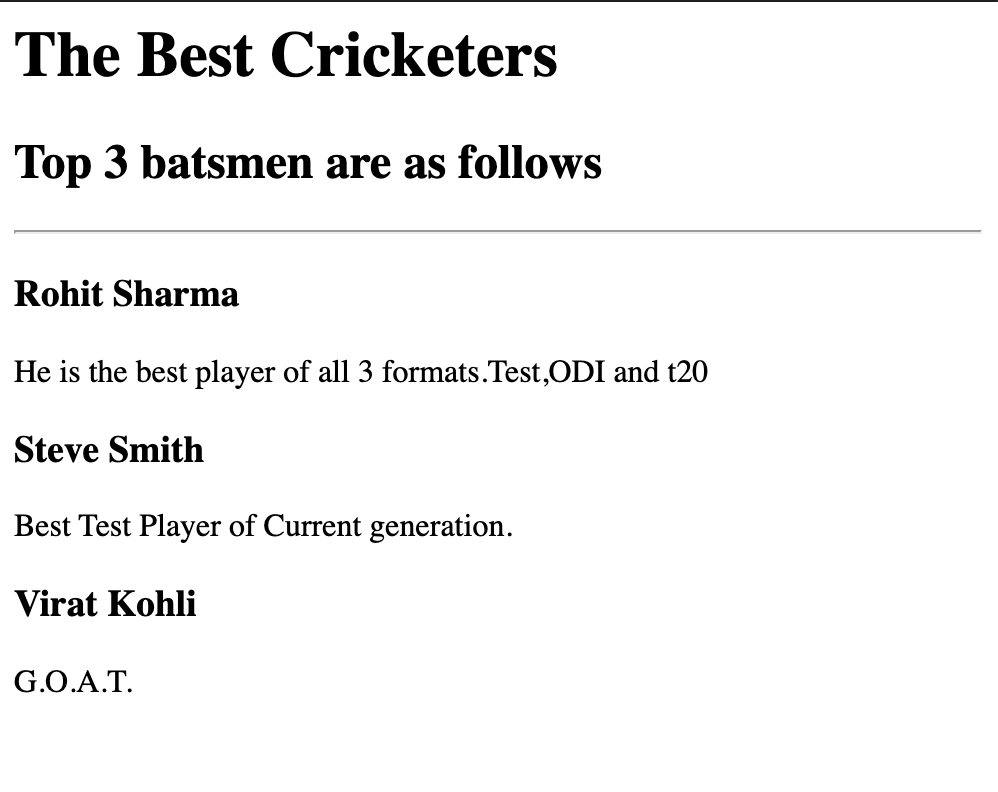 The Best Cricketers
Top 3 batsmen are as follows
Rohit Sharma
He is the best player of all 3 formats.Test,ODI and t20
Steve Smith
Best Test Player of Current generation.
Virat Kohli
G.O.A.T.